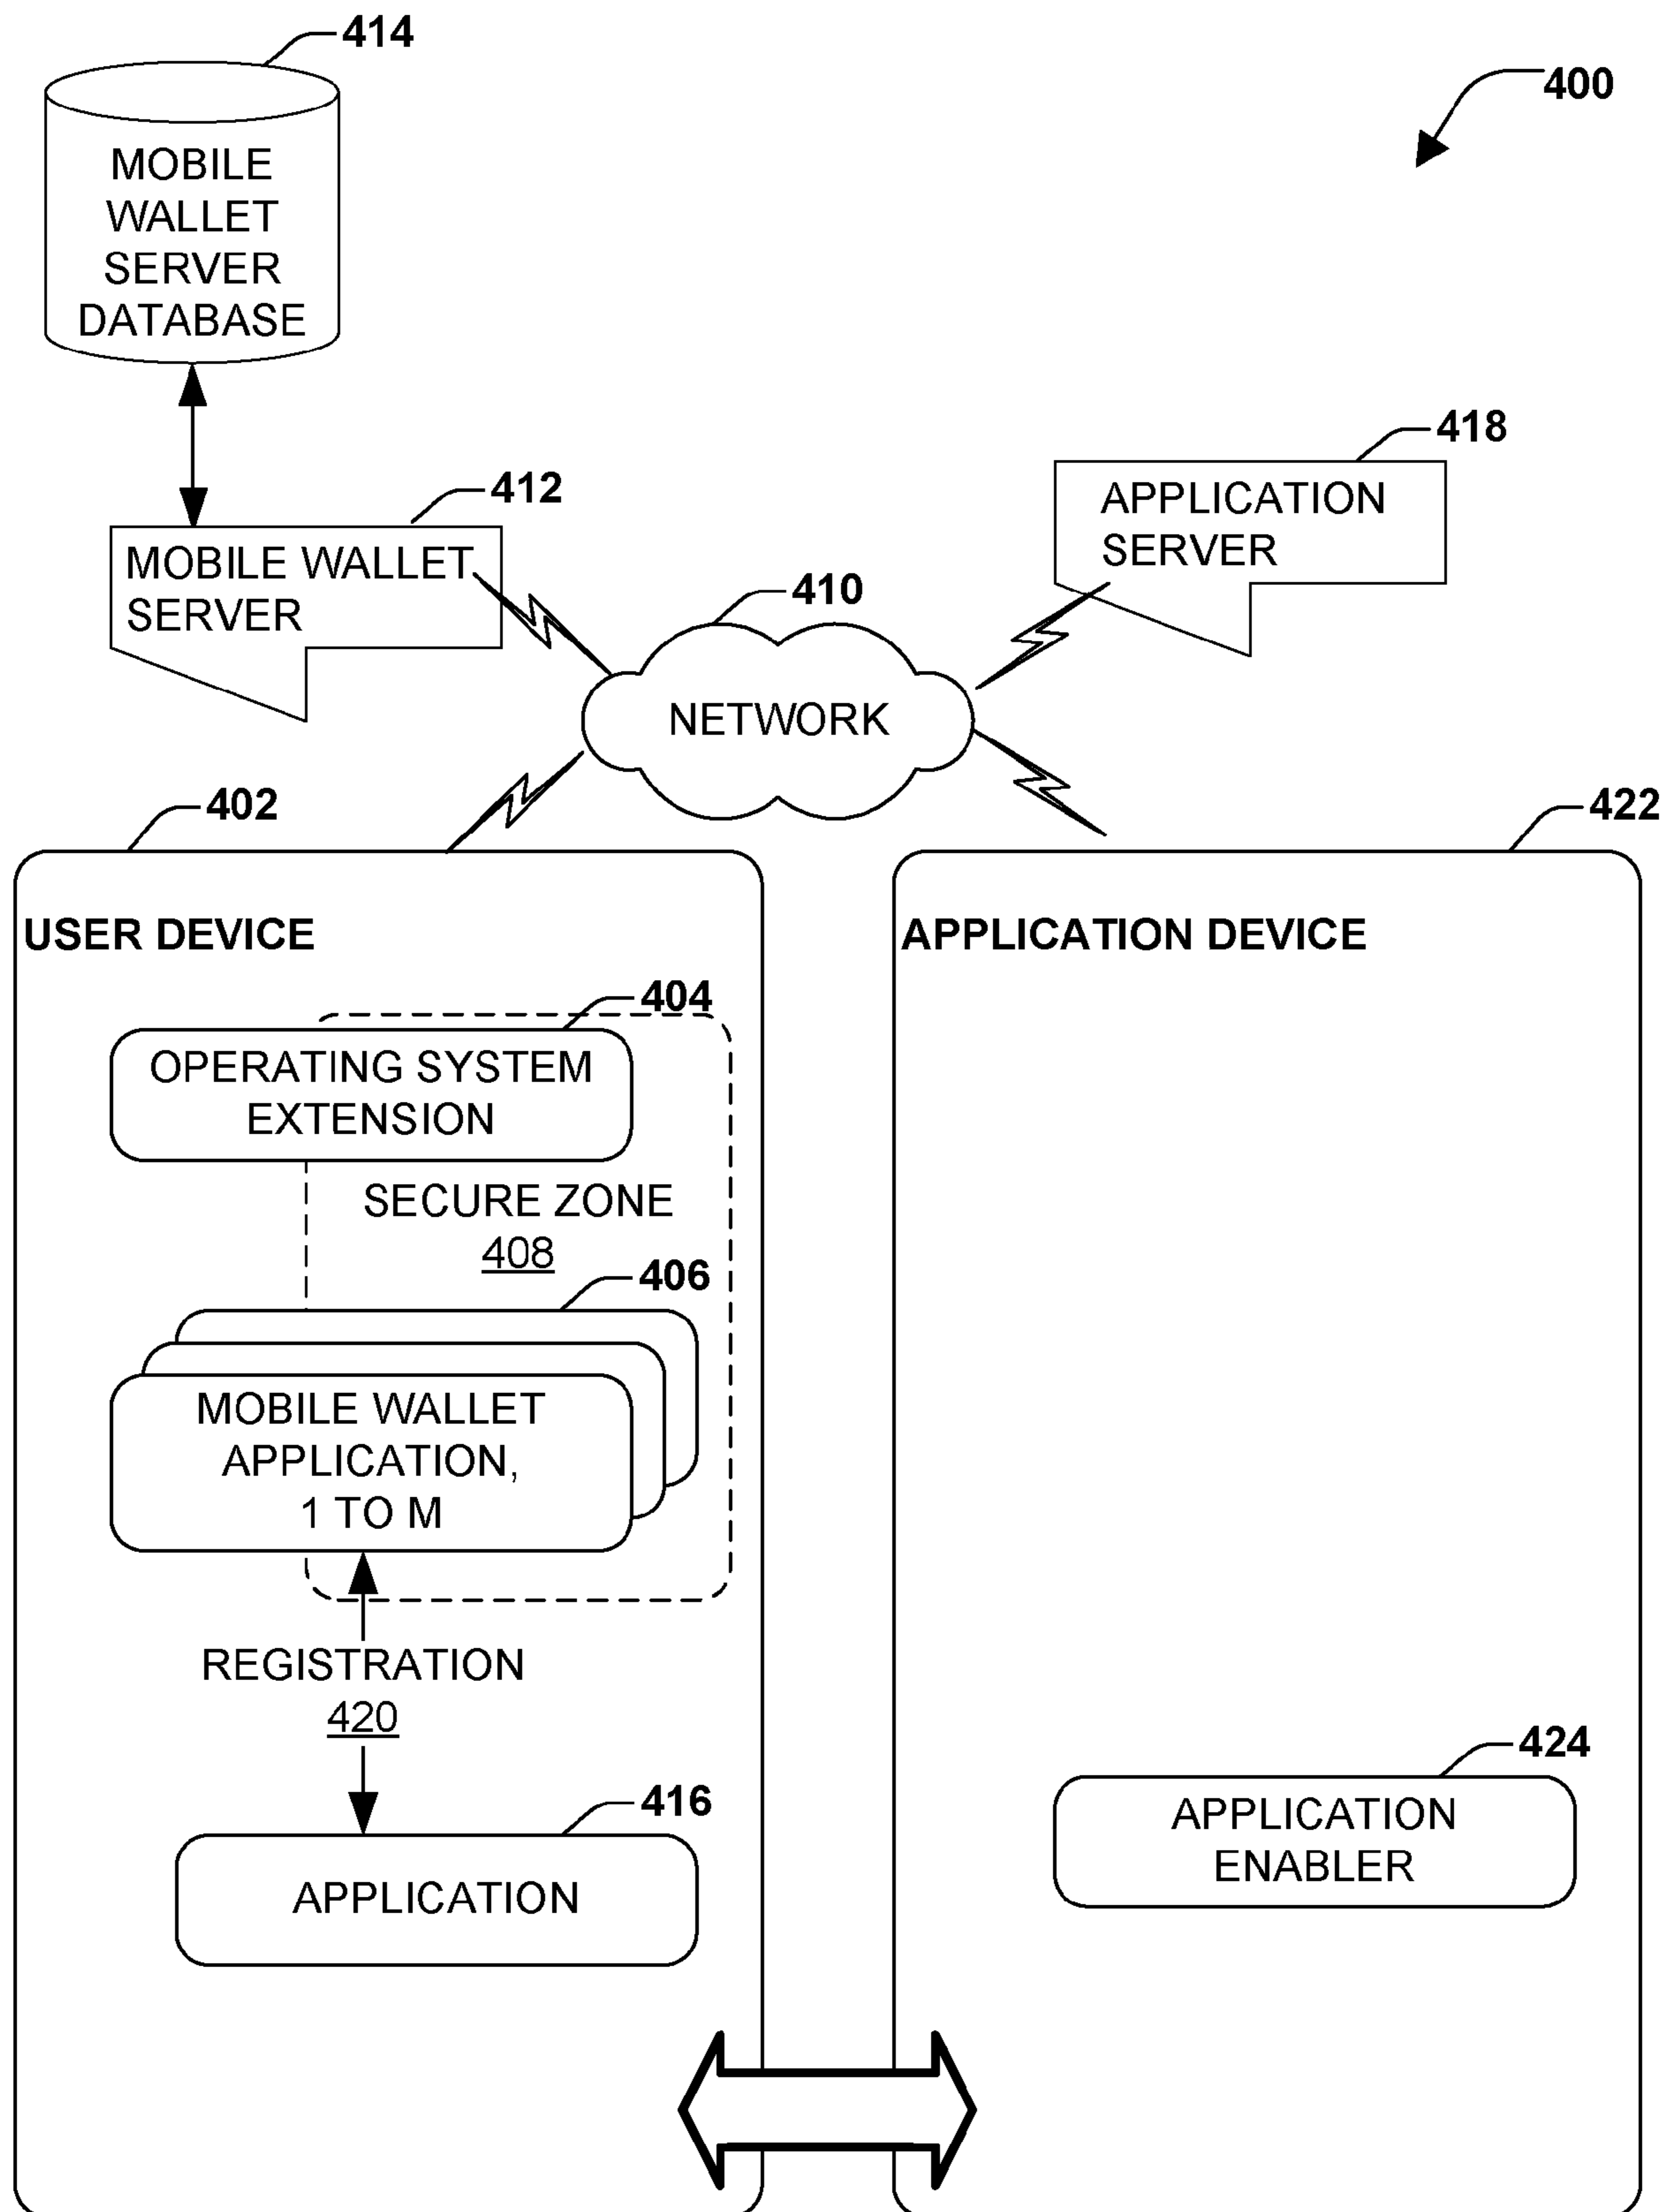 414
400
MOBILE
WALLET
SERVER
DATABASE
418
412
APPLICATION
SERVER
MOBILE WALLET
SERVER
410
NETWORK
402
422
USER DEVICE
APPLICATION DEVICE
404
OPERATING SYSTEM
EXTENSION
SECURE ZONE
408
406
MOBILE WALLET
APPLICATION,
1 TO M
REGISTRATION
420
424
416
APPLICATION
ENABLER
APPLICATION